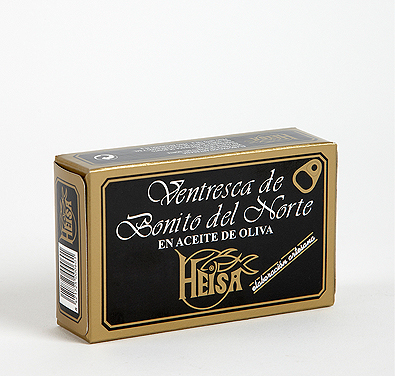 Ventresca de
Bonito del Norte
EN ACEITE DE OLIVA
HEISA
elaboración artesana
HEISA